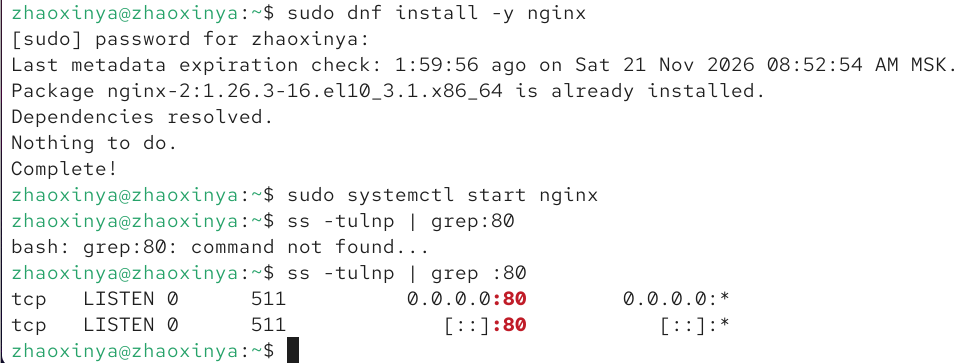 zhaoxinya@zhaoxinya:~$ sudo dnf install -y nginx
[sudo] password for zhaoxinya:
Last metadata expiration check: 1:59:56 ago on Sat 21 Nov 2026 08:52:54 AM MSK.
Package nginx-2:1.26.3-16.el10_3.1.x86_64 is already installed.
Dependencies resolved.
Nothing to do.
Complete!
zhaoxinya@zhaoxinya:~$ sudo systemctl start nginx
zhaoxinya@zhaoxinya:~$ ss -tulnp | grep:80
bash: grep:80: command not found...
zhaoxinya@zhaoxinya:~$ ss -tulnp | grep :80
tcp   LISTEN 0      511          0.0.0.0:80        0.0.0.0:*
tcp   LISTEN 0      511             [::]:80           [::]:*
zhaoxinya@zhaoxinya:~$